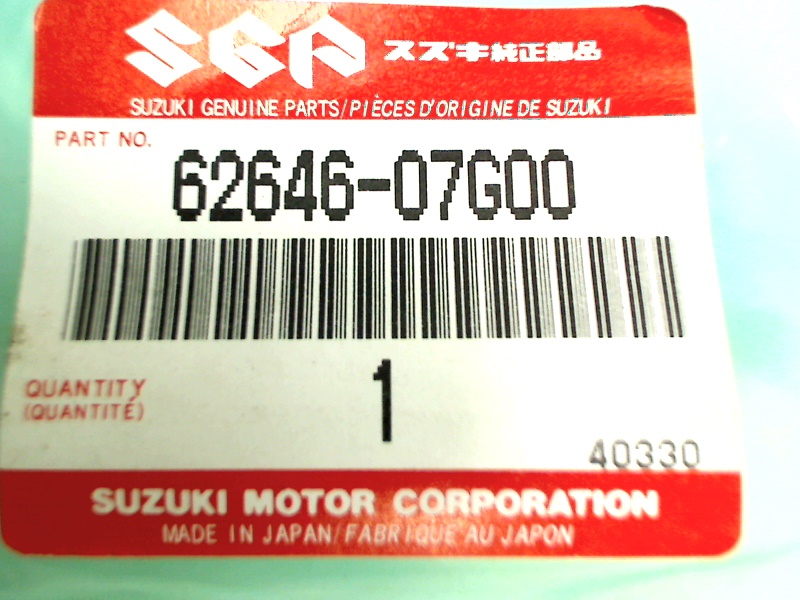 SGP スズキ純正部品
SUZUKI GENUINE PARTS/PIÈCES D'ORIGINE DE SUZUKI
PART NO.
62646-07G00
QUANTITY
(QUANTITÉ)
1
40330
SUZUKI MOTOR CORPORATION
MADE IN JAPAN/FABRIQUÉ AU JAPON